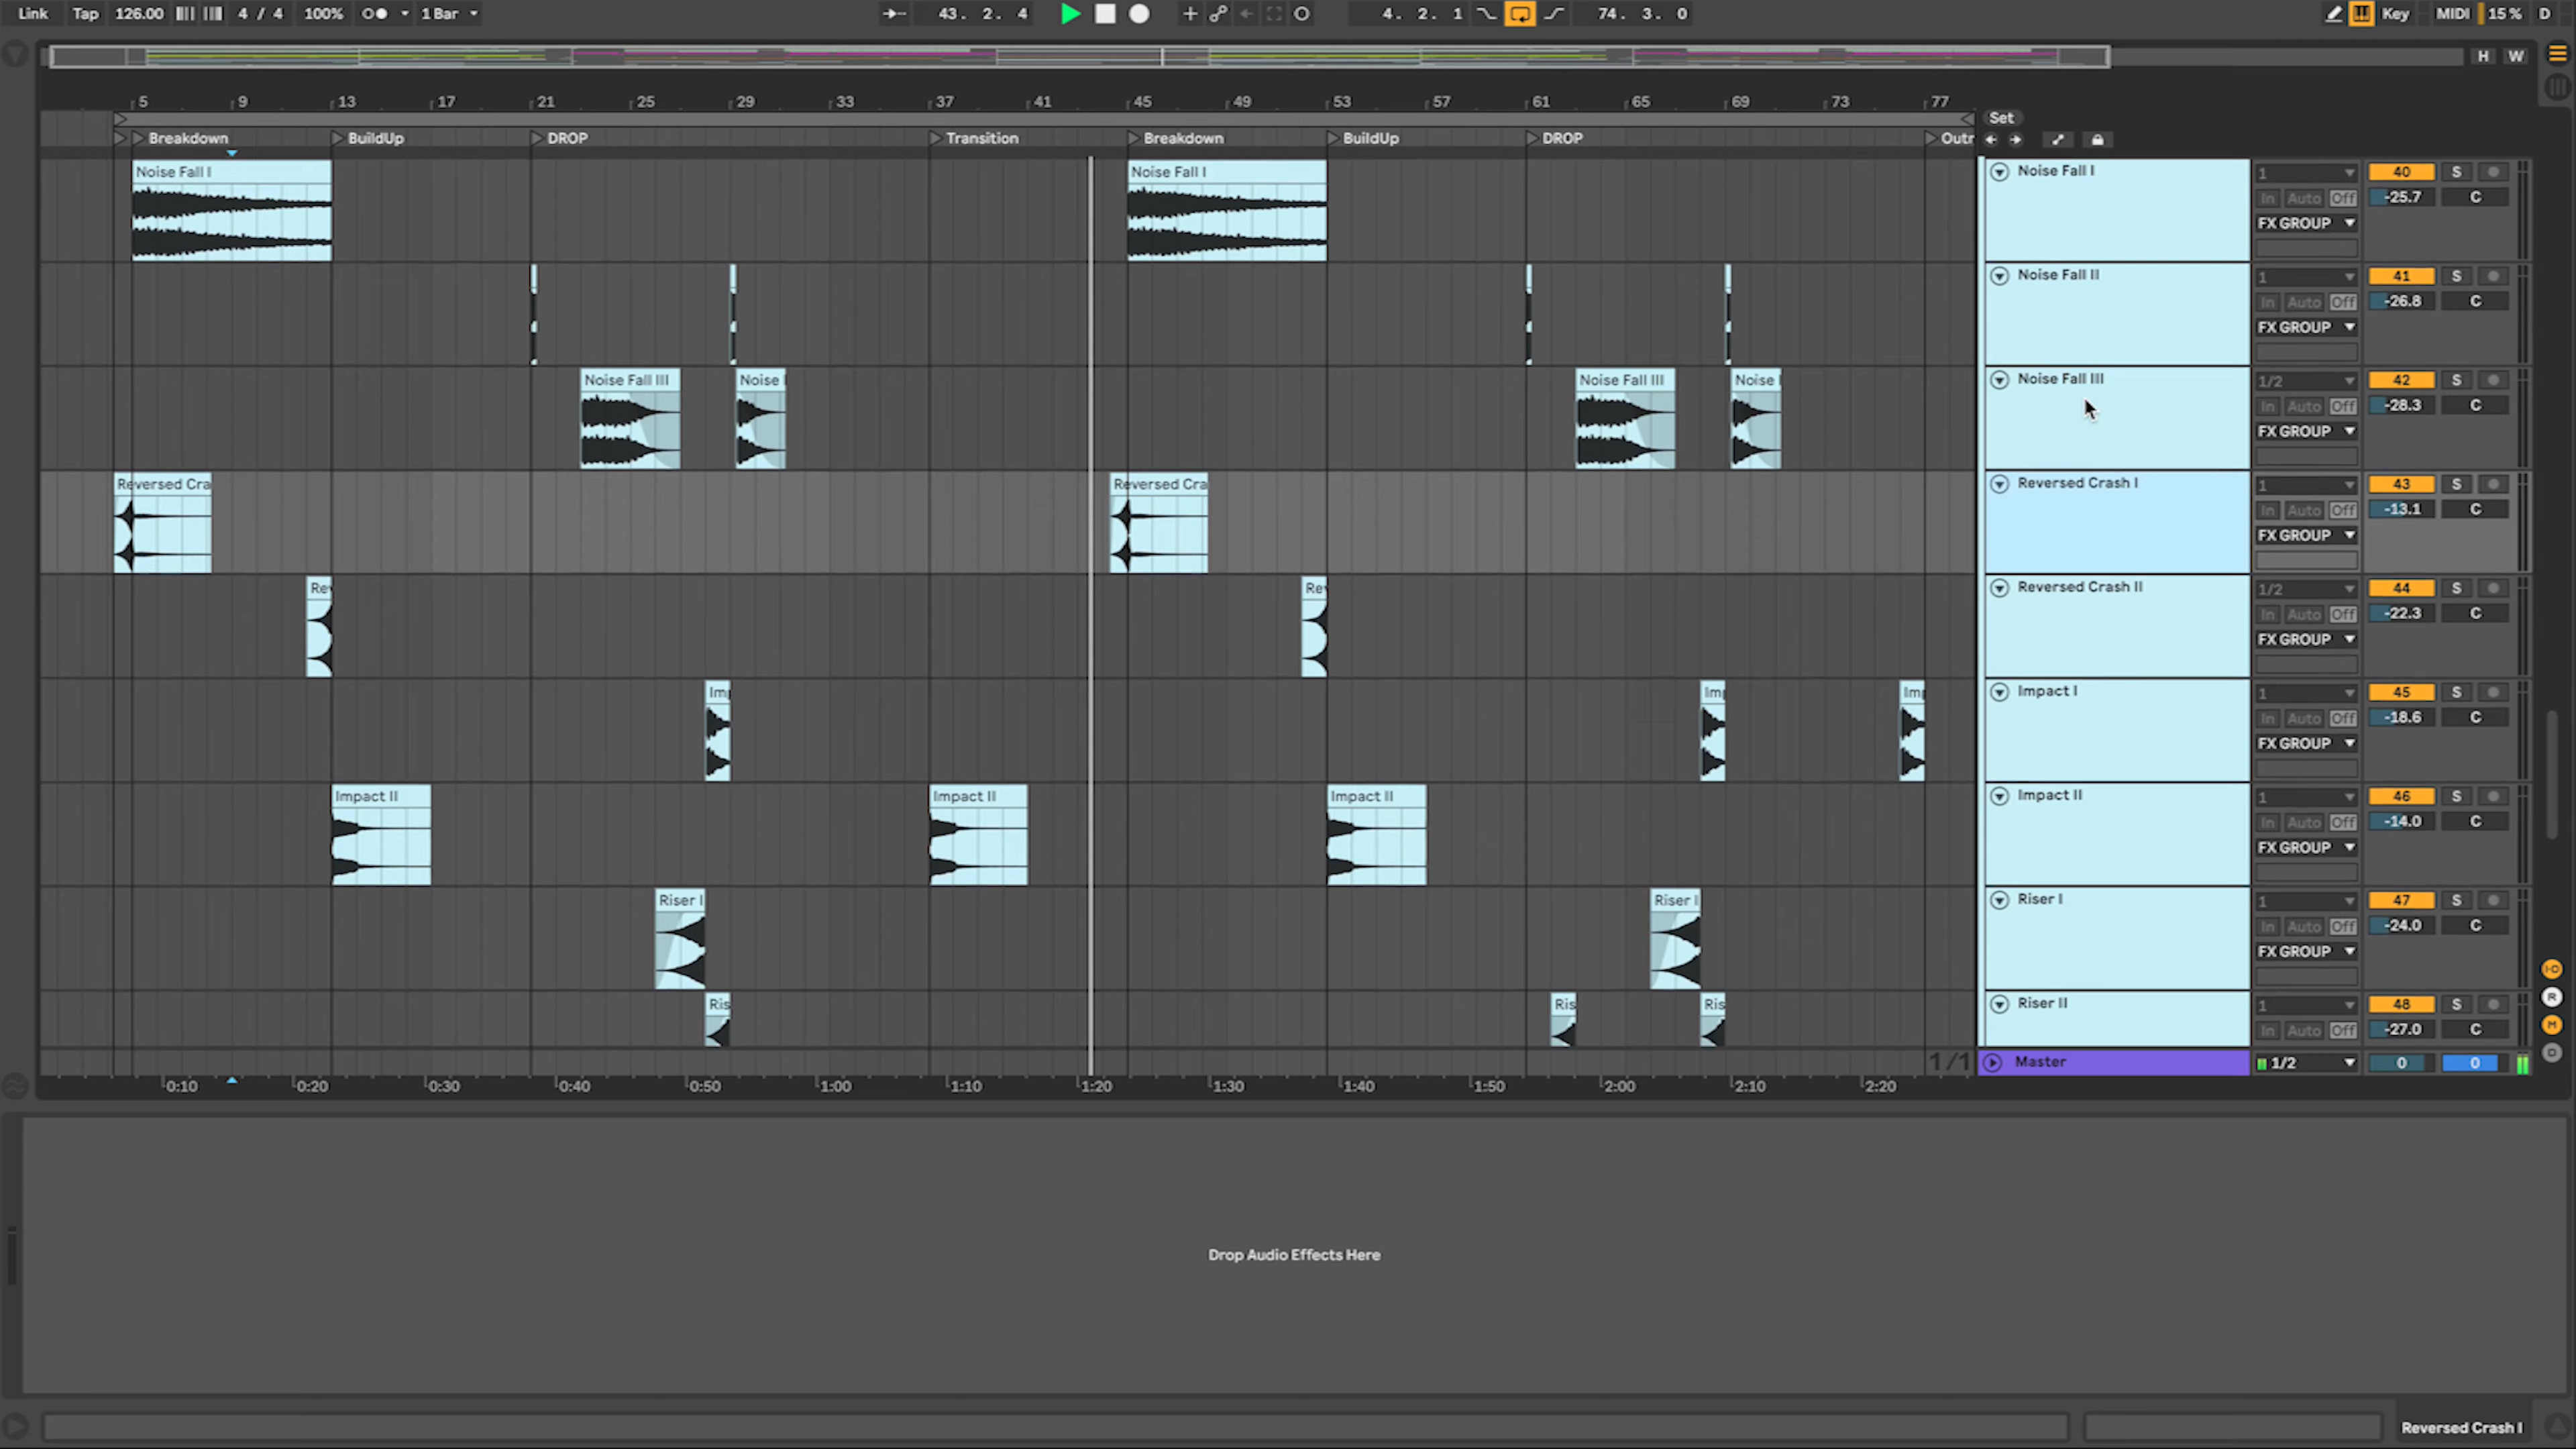 Link Tap 126.00 4 / 4 100% 1 Bar 43. 2. 4 4. 2. 1 74. 3. 0 Key MIDI 15 % D
H W
5 9 13 17 21 25 29 33 37 41 45 49 53 57 61 65 69 73 77
Set
Breakdown BuildUp DROP Transition Breakdown BuildUp DROP Outr
Noise Fall I Noise Fall I Noise Fall I 1 40 S
In Auto Off -25.7 C
FX GROUP
Noise Fall II 1 41 S
In Auto Off -26.8 C
FX GROUP
Noise Fall III Noise Noise Fall III Noise Noise Fall III 1/2 42 S
In Auto Off -28.3 C
FX GROUP
Reversed Cra Reversed Cra Reversed Crash I 1 43 S
In Auto Off -13.1 C
FX GROUP
Rev Rev Reversed Crash II 1/2 44 S
In Auto Off -22.3 C
FX GROUP
Imp Imp Imp Impact I 1 45 S
In Auto Off -18.6 C
FX GROUP
Impact II Impact II Impact II Impact II 1 46 S
In Auto Off -14.0 C
FX GROUP
Riser I Riser I Riser I 1 47 S
In Auto Off -24.0 C
FX GROUP
Ris Ris Ris Riser II 1 48 S
In Auto Off -27.0 C
I·O
R
M
D
1/1 Master 1/2 0 0
0:10 0:20 0:30 0:40 0:50 1:00 1:10 1:20 1:30 1:40 1:50 2:00 2:10 2:20
Drop Audio Effects Here
Reversed Crash I